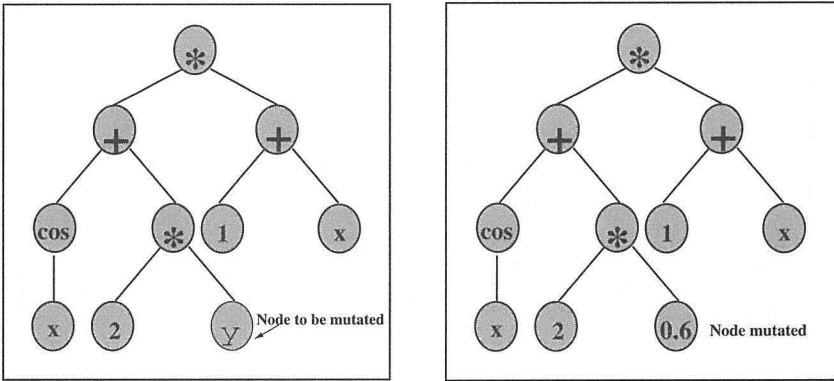 *
+ +
cos * 1 x
x 2 y Node to be mutated
*
+ +
cos * 1 x
x 2 0.6 Node mutated